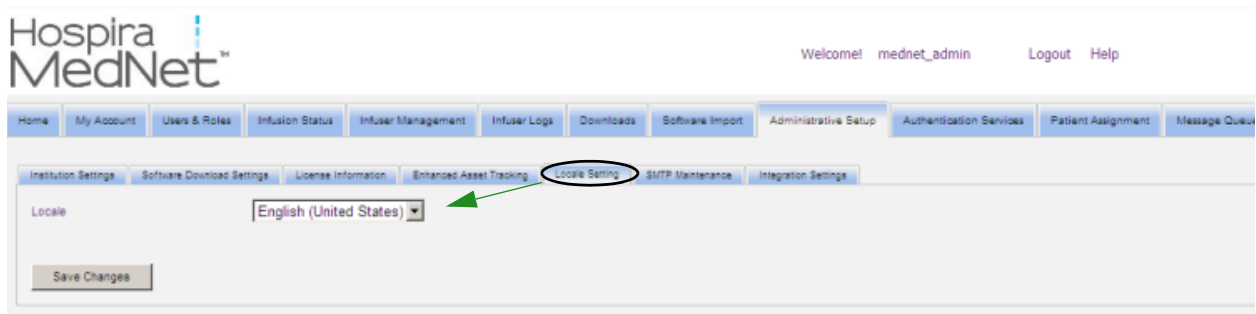 Hospira
MedNet™
Welcome! mednet_admin Logout Help
Home My Account Users & Roles Infusion Status Infuser Management Infuser Logs Downloads Software Import Administrative Setup Authentication Services Patient Assignment Message Queue
Institution Settings Software Download Settings License Information Enhanced Asset Tracking Locale Setting SMTP Maintenance Integration Settings
Locale English (United States)
Save Changes